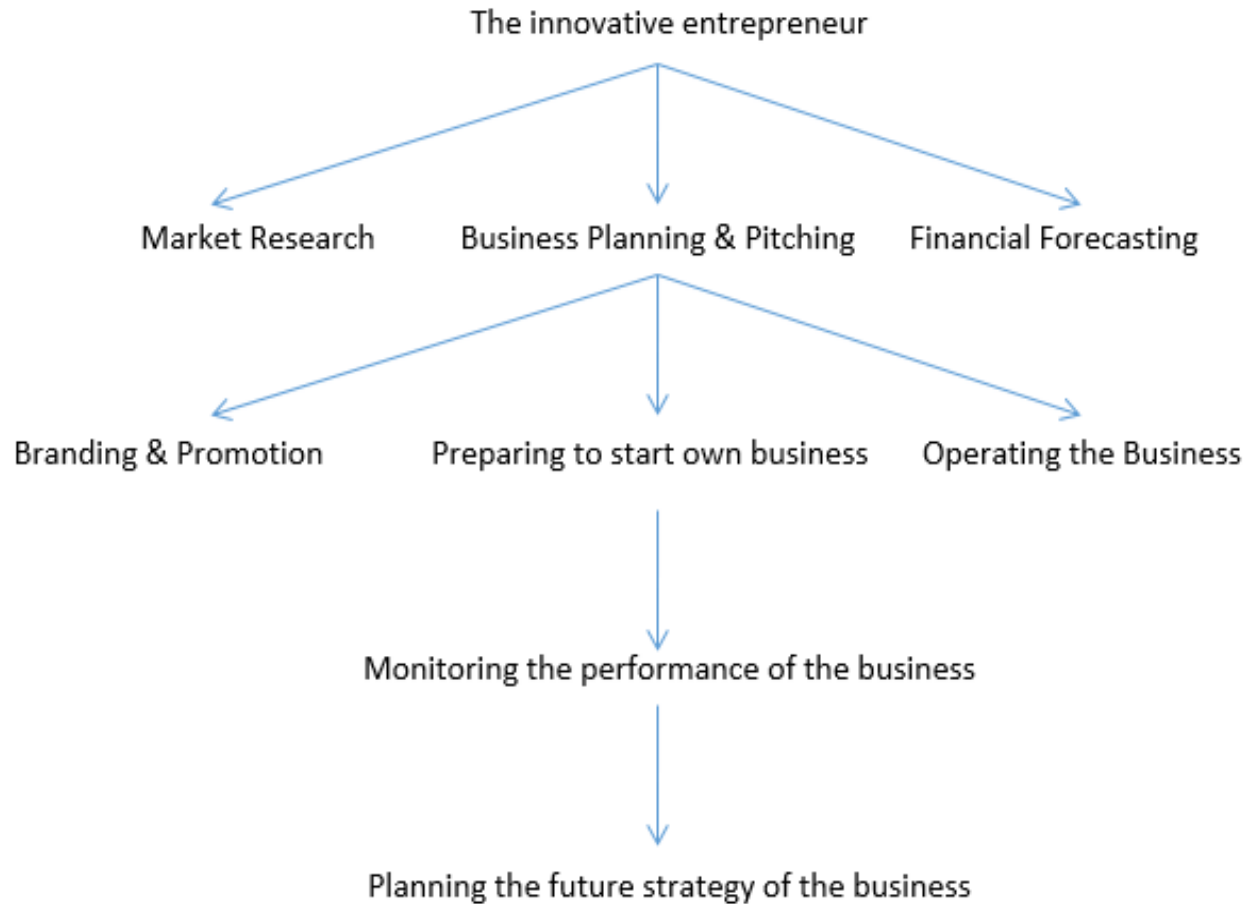 The innovative entrepreneur
Market Research
Business Planning & Pitching
Financial Forecasting
Branding & Promotion
Preparing to start own business
Operating the Business
Monitoring the performance of the business
Planning the future strategy of the business